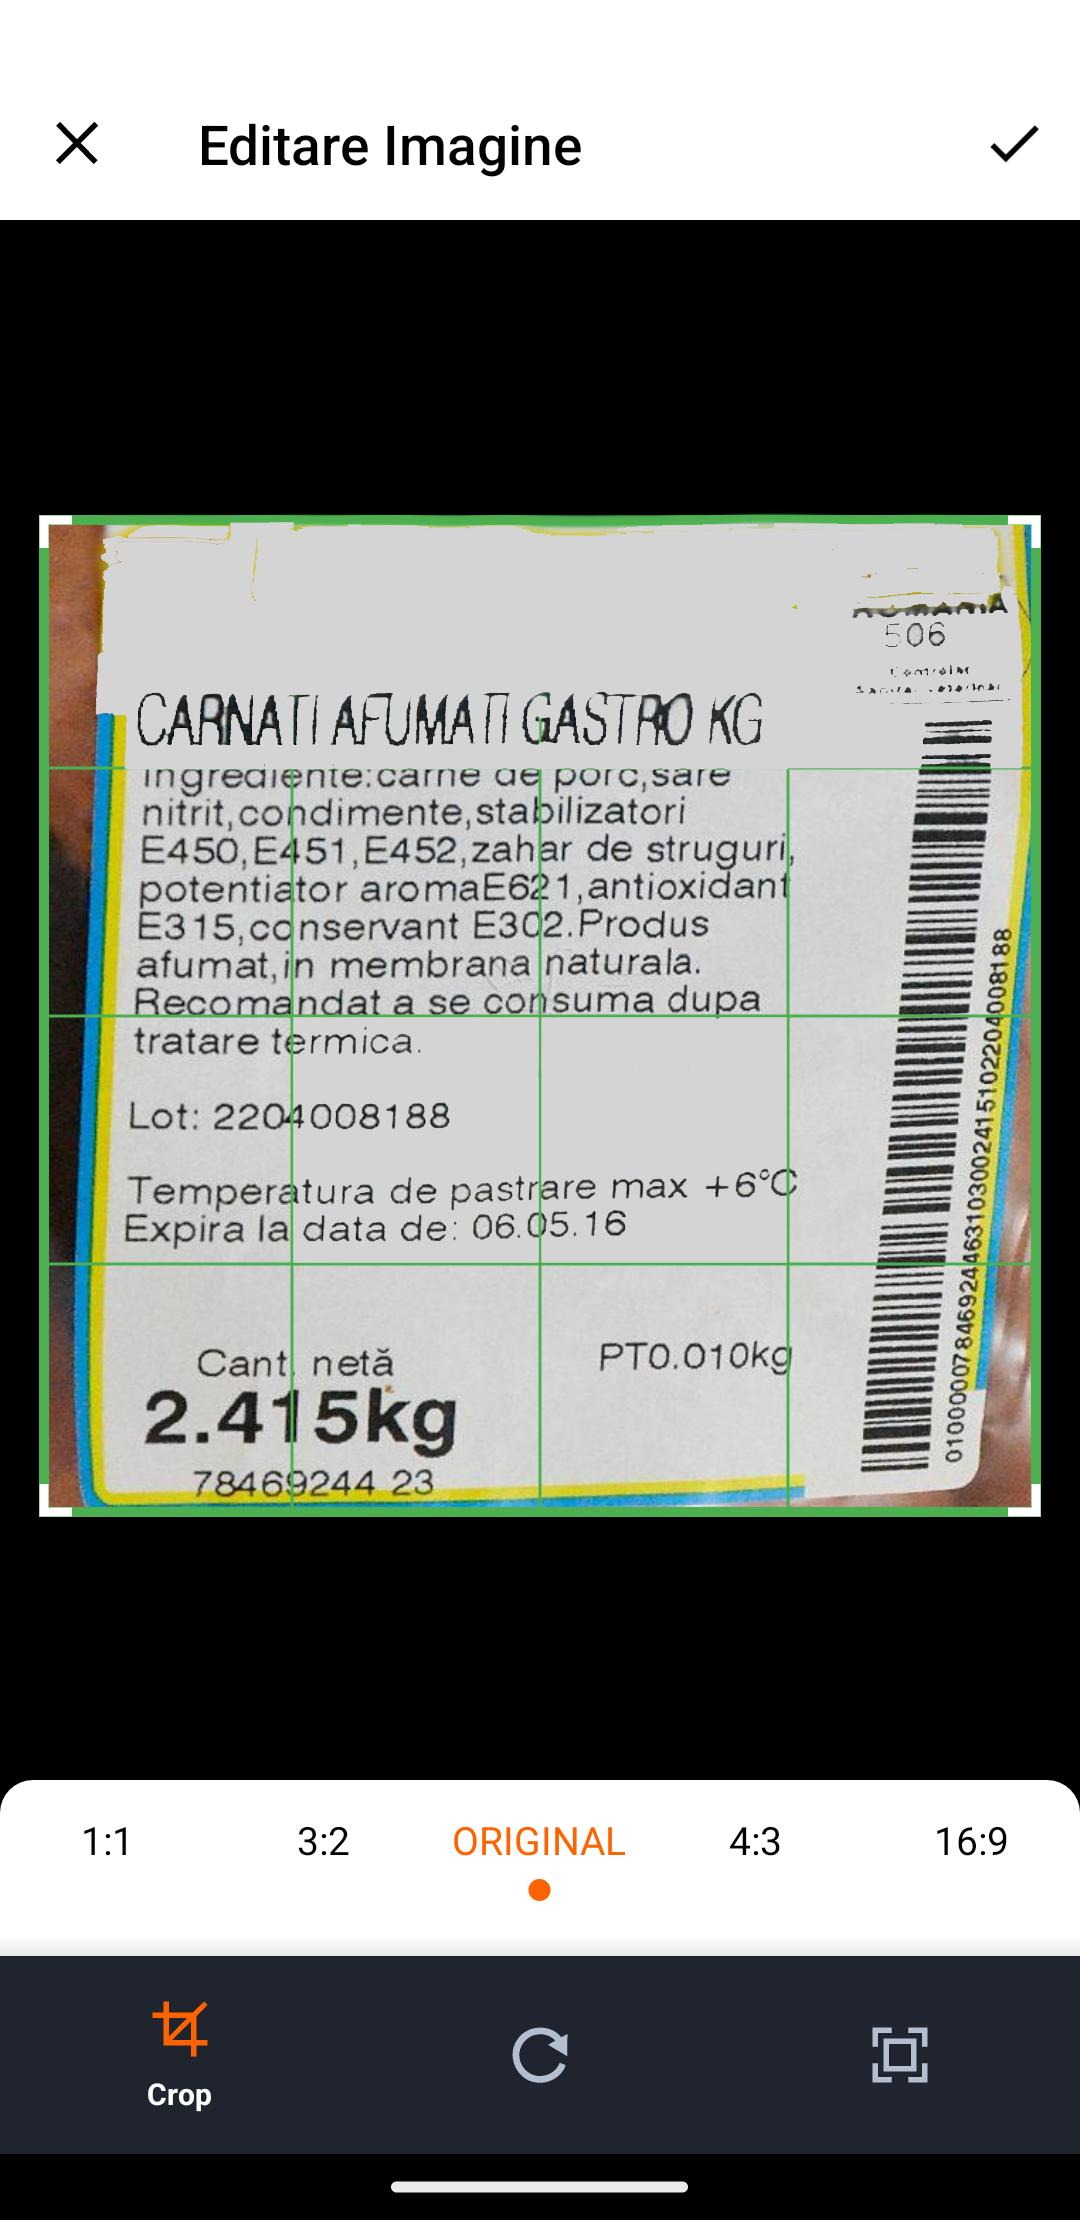 Editare Imagine
ROMANIA
506
Controlat
CARNATI AFUMATI GASTRO KG
Ingrediente:carne de porc,sare
nitrit,condimente,stabilizatori
E450,E451,E452,zahar de struguri,
potentiator aromaE621,antioxidant
E315,conservant E302.Produs
afumat,in membrana naturala.
Recomandat a se consuma dupa
tratare termica.
Lot: 2204008188
Temperatura de pastrare max +6°C
Expira la data de: 06.05.16
Cant. netă
PT0.010kg
2.415kg
78469244 23
01000007846924463103002415102204008188
1:1
3:2
ORIGINAL
4:3
16:9
Crop